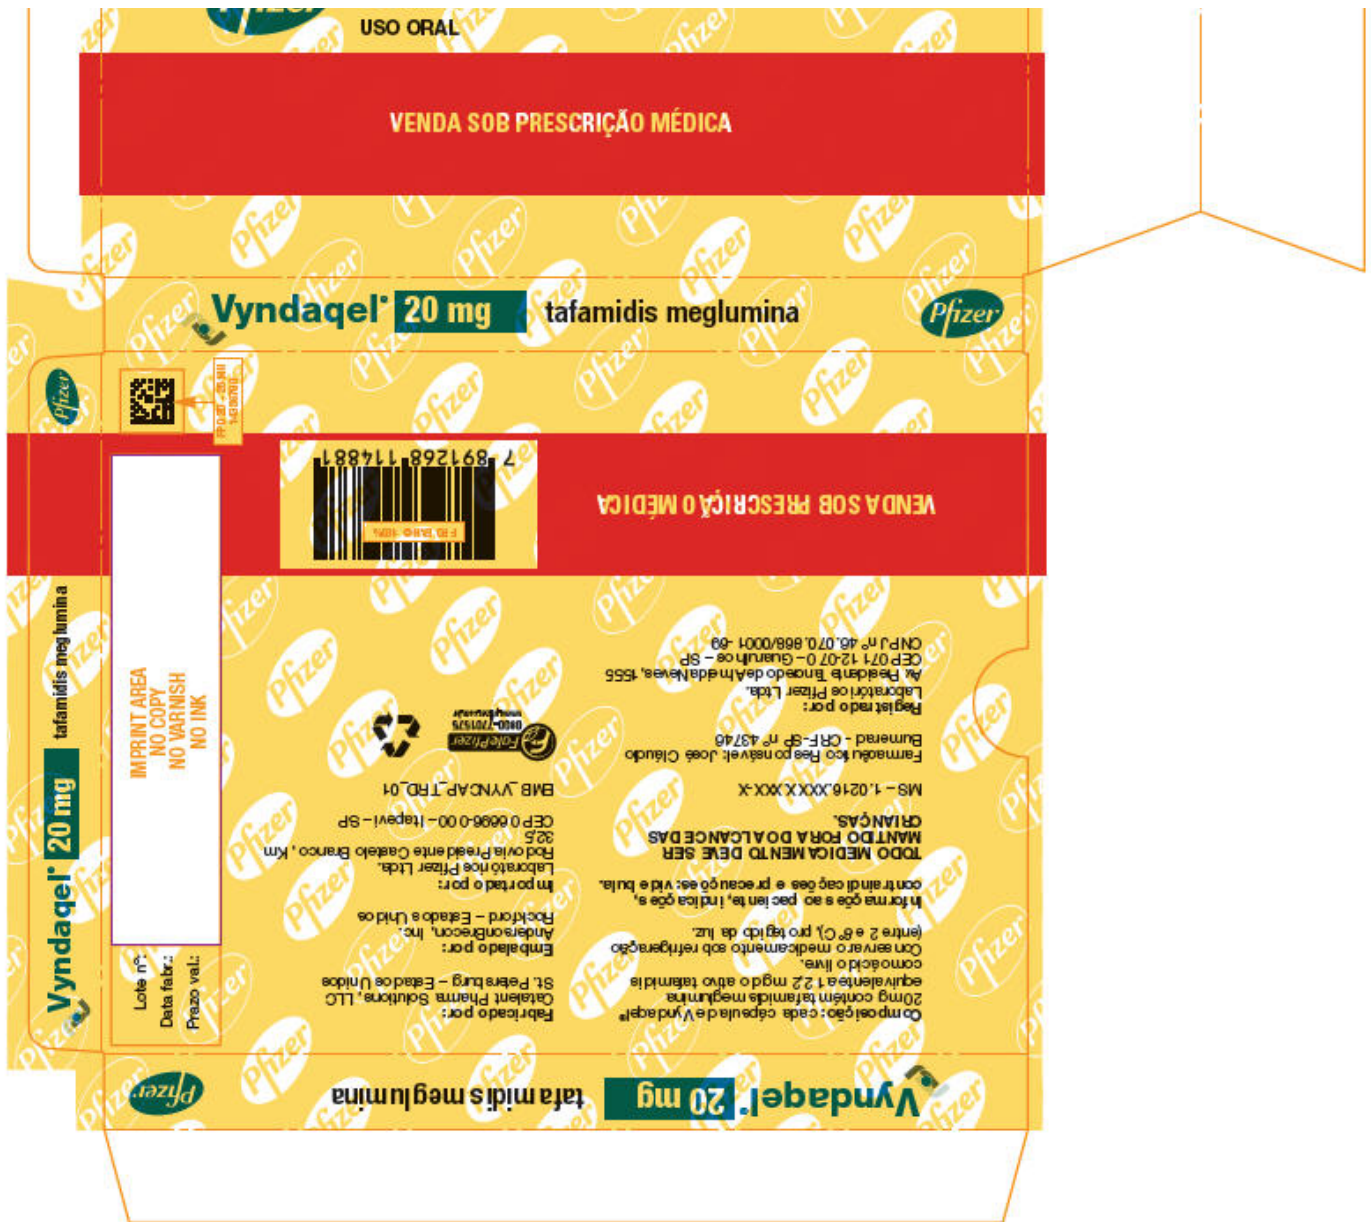 Pfizer
USO ORAL
VENDA SOB PRESCRIÇÃO MÉDICA
Vyndaqel® 20 mg tafamidis meglumina
Pfizer
Pfizer
7 891268 114881
VENDA SOB PRESCRIÇÃO MÉDICA
Vyndaqel® 20 mg tafamidis meglumina
IMPRINT AREA
NO COPY
NO VARNISH
NO INK
Lote nº:
Data fabr.:
Prazo val.:
Composição: cada cápsula de Vyndaqel®
20mg contém tafamidis meglumina
equivalente a 12,2 mg do ativo tafamidis
como ácido livre.
Conservar o medicamento sob refrigeração
(entre 2 e 8°C), protegido da luz.
Informações ao paciente, indicações,
contraindicações e precauções: vide bula.
TODO MEDICAMENTO DEVE SER
MANTIDO FORA DO ALCANCE DAS
CRIANÇAS.
MS – 1.0216.XXXX.XXX-X
Farmacêutico Responsável: José Cláudio
Bumerad - CRF-SP nº 43746
Registrado por:
Laboratórios Pfizer Ltda.
Av. Presidente Tancredo de Almeida Neves, 1555
CEP 07112-070 – Guarulhos – SP
CNPJ nº 46.070.868/0001-69
Fabricado por:
Catalent Pharma Solutions, LLC
St. Petersburg – Estados Unidos
Embalado por:
AndersonBrecon, Inc.
Rockford – Estados Unidos
Importado por:
Laboratórios Pfizer Ltda.
Rodovia Presidente Castelo Branco, Km
32,5
CEP 06696-000 – Itapevi – SP
EMB_VYNCAP_TRD_01
Fale Pfizer
0800-7701575
Vyndaqel® 20 mg tafamidis meglumina
Pfizer